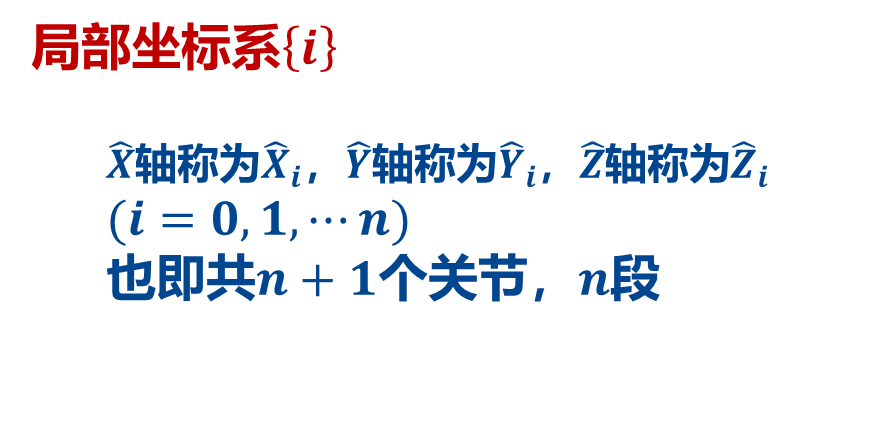 局部坐标系{i}
X̂轴称为X̂ᵢ，Ŷ轴称为Ŷᵢ，Ẑ轴称为Ẑᵢ
(i = 0, 1, ⋯ n)
也即共n + 1个关节，n段